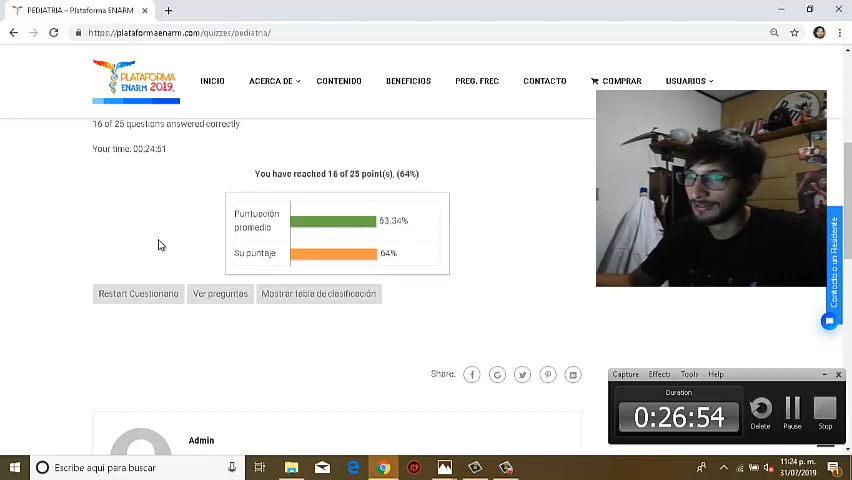 PEDIATRIA – Plataforma ENARM
https://plataformaenarm.com/quizzes/pediatria/
PLATAFORMA
ENARM 2019
INICIO
ACERCA DE
CONTENIDO
BENEFICIOS
PREG. FREC
CONTACTO
COMPRAR
USUARIOS
16 of 25 questions answered correctly
Your time: 00:24:51
You have reached 16 of 25 point(s), (64%)
Puntuación
promedio
63.34%
Su puntaje
64%
Restart Cuestionario
Ver preguntas
Mostrar tabla de clasificación
Contacto a un Residente
Share:
Admin
Capture Effects Tools Help
Duration
0:26:54
Delete
Pause
Stop
Escribe aquí para buscar
11:24 p. m.
31/07/2019